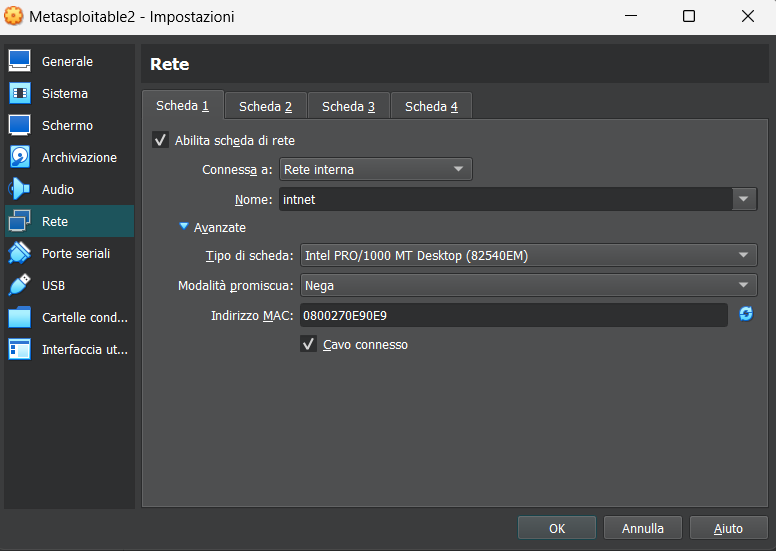 Metasploitable2 - Impostazioni
Generale
Sistema
Schermo
Archiviazione
Audio
Rete
Porte seriali
USB
Cartelle cond...
Interfaccia ut...
Rete
Scheda 1 Scheda 2 Scheda 3 Scheda 4
Abilita scheda di rete
Connessa a: Rete interna
Nome: intnet
Avanzate
Tipo di scheda: Intel PRO/1000 MT Desktop (82540EM)
Modalità promiscua: Nega
Indirizzo MAC: 0800270E90E9
Cavo connesso
OK Annulla Aiuto